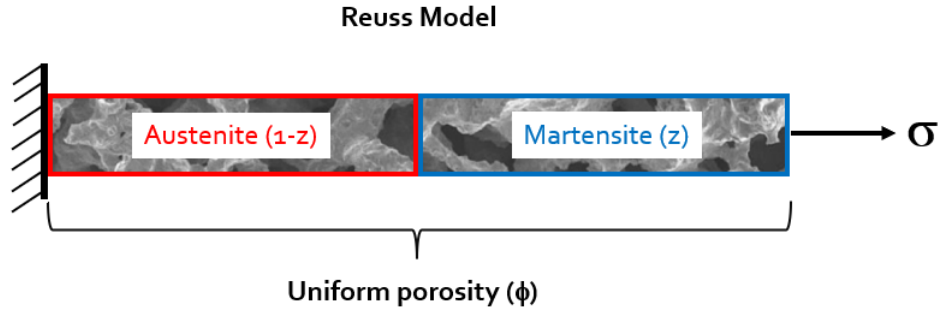 Reuss Model
Austenite (1-z)
Martensite (z)
σ
Uniform porosity (ϕ)